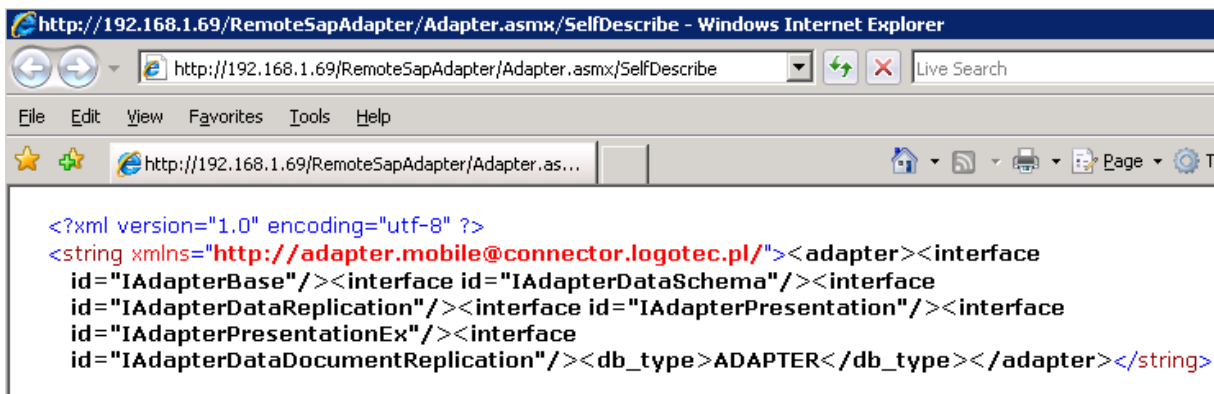 http://192.168.1.69/RemoteSapAdapter/Adapter.asmx/SelfDescribe - Windows Internet Explorer
http://192.168.1.69/RemoteSapAdapter/Adapter.asmx/SelfDescribe Live Search
File Edit View Favorites Tools Help
http://192.168.1.69/RemoteSapAdapter/Adapter.as... Page T
<?xml version="1.0" encoding="utf-8" ?>
<string xmlns="http://adapter.mobile@connector.logotec.pl/"><adapter><interface
id="IAdapterBase"/><interface id="IAdapterDataSchema"/><interface
id="IAdapterDataReplication"/><interface id="IAdapterPresentation"/><interface
id="IAdapterPresentationEx"/><interface
id="IAdapterDataDocumentReplication"/><db_type>ADAPTER</db_type></adapter></string>